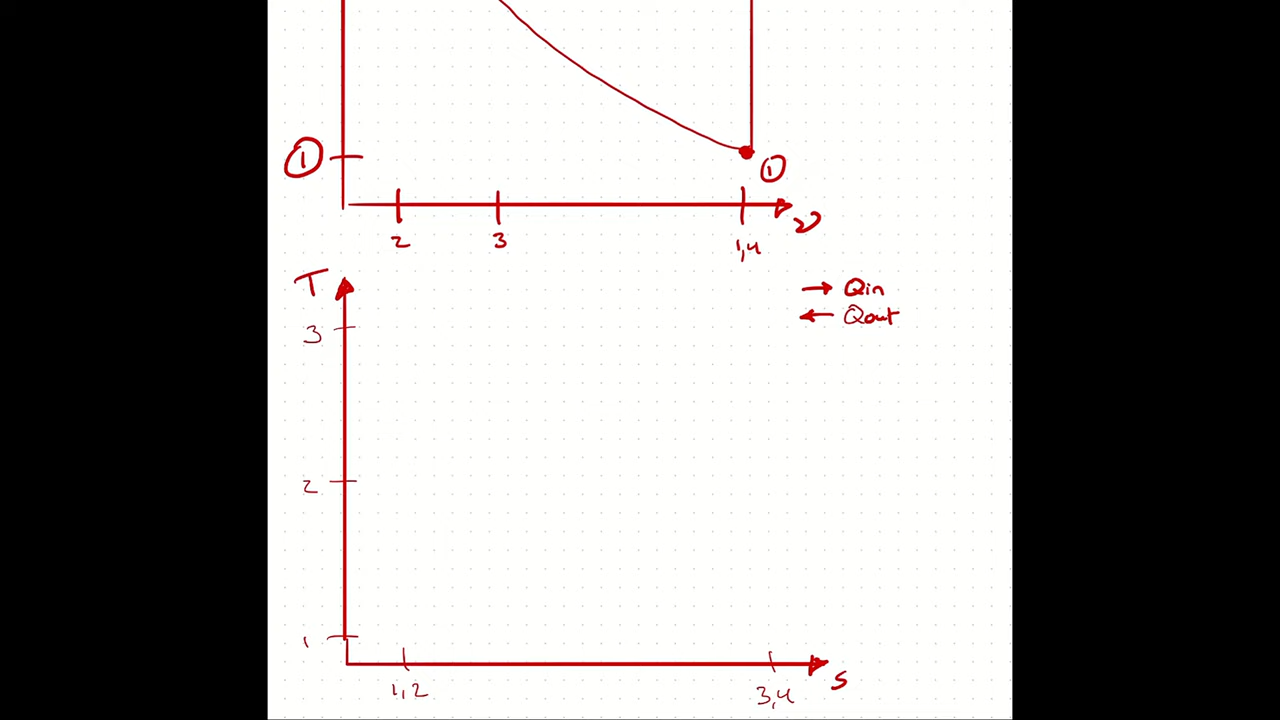 ①
①
2 3 1,4 ν
T
→ Qin
← Qout
3
2
1
1,2 3,4 s